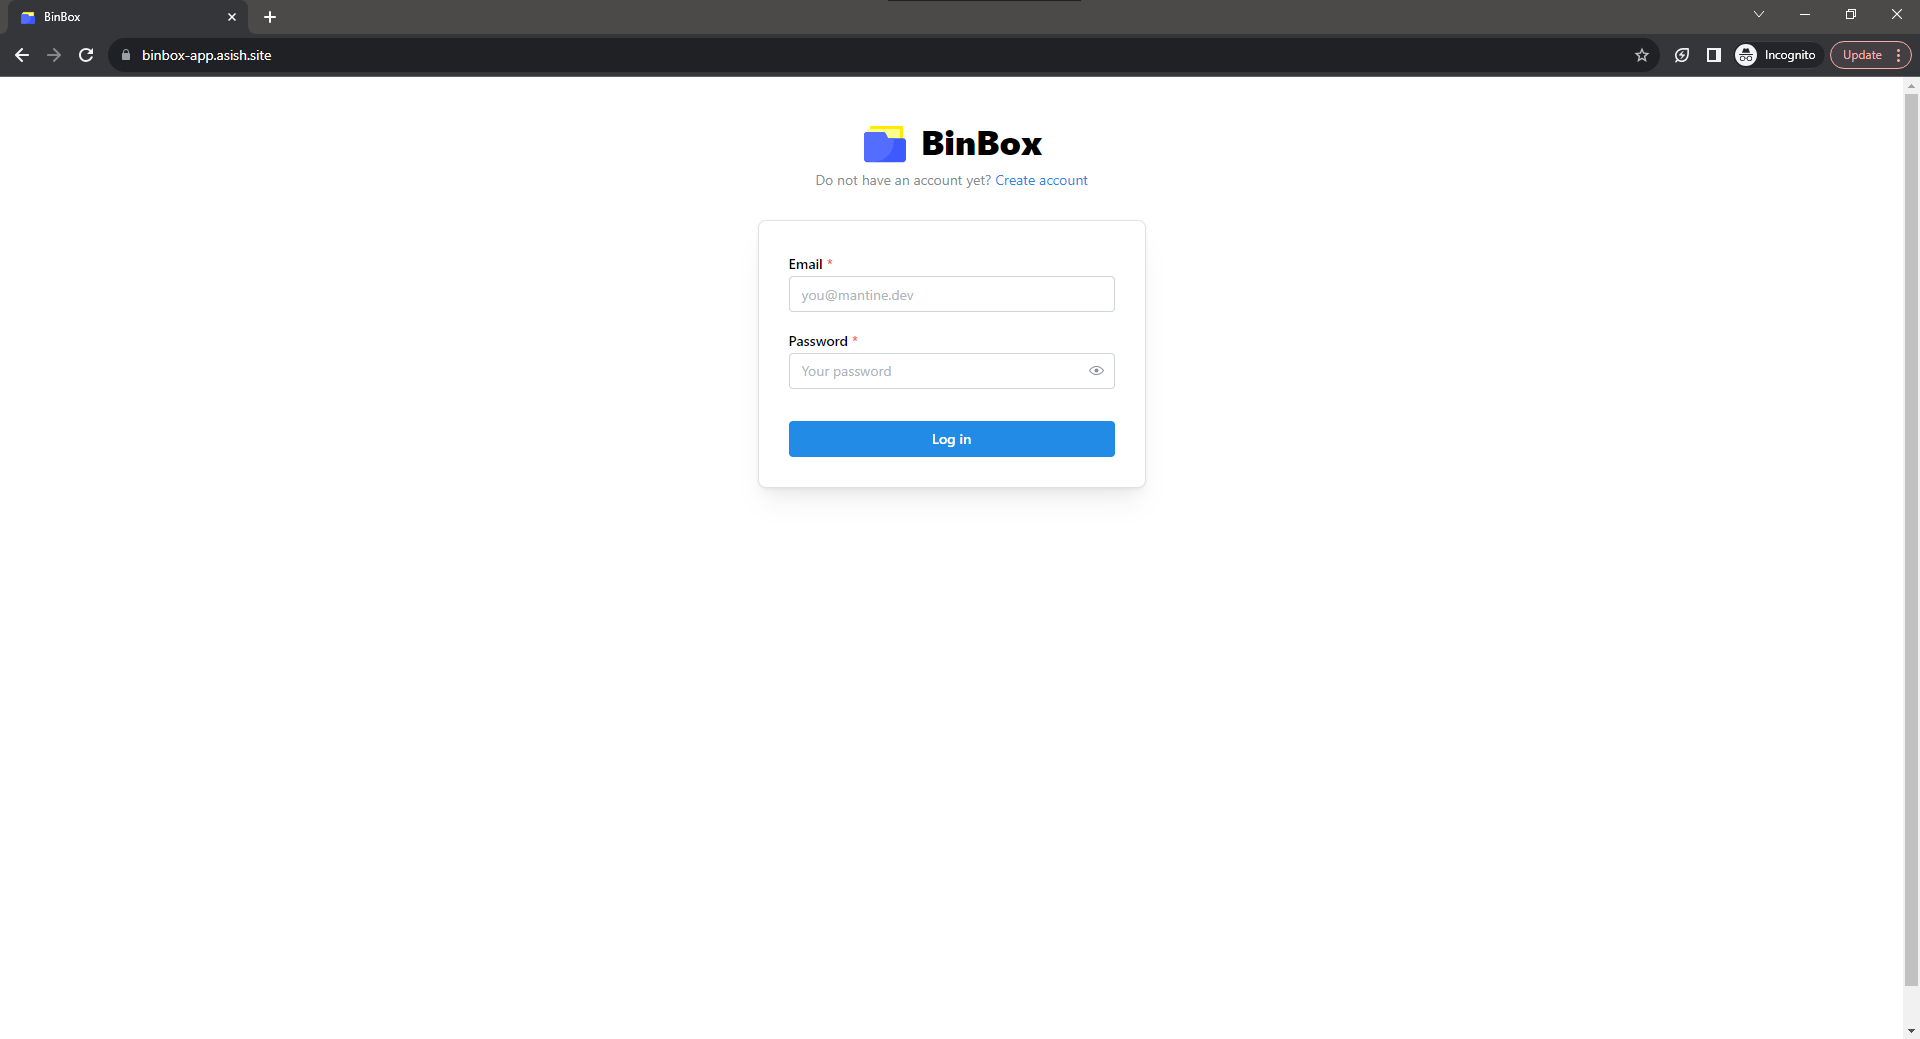 BinBox
binbox-app.asish.site
Incognito
Update
BinBox
Do not have an account yet? Create account
Email *
you@mantine.dev
Password *
Your password
Log in